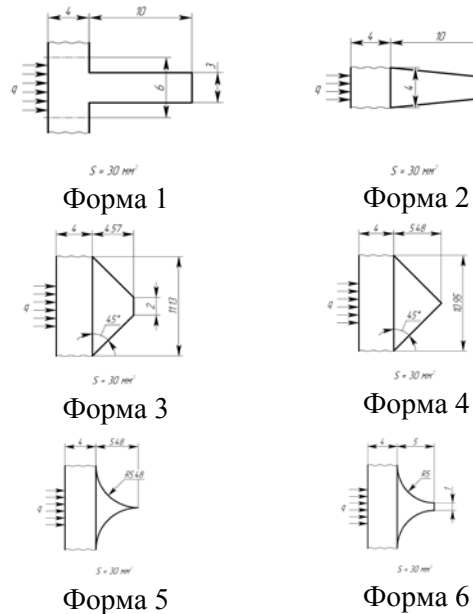 4 10
3
6
q
S = 30 мм²
Форма 1
4 10
4
q
S = 30 мм²
Форма 2
4 4.57
2
11.13
45°
q
S = 30 мм²
Форма 3
4 5.48
10.95
45°
q
S = 30 мм²
Форма 4
4 5.48
R5.48
q
S = 30 мм²
Форма 5
4 5
R5
1
q
S = 30 мм²
Форма 6